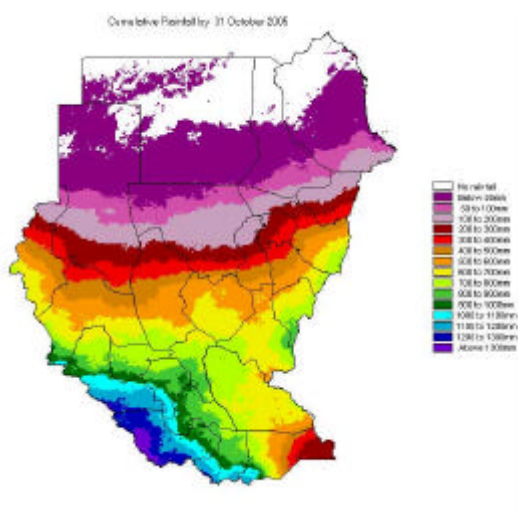 Cumulative Rainfall by 31 October 2005
No rainfall
Below 50mm
50 to 100mm
100 to 200mm
200 to 300mm
300 to 400mm
400 to 500mm
500 to 600mm
600 to 700mm
700 to 800mm
800 to 900mm
900 to 1000mm
1000 to 1100mm
1100 to 1200mm
1200 to 1300mm
Above 1300mm